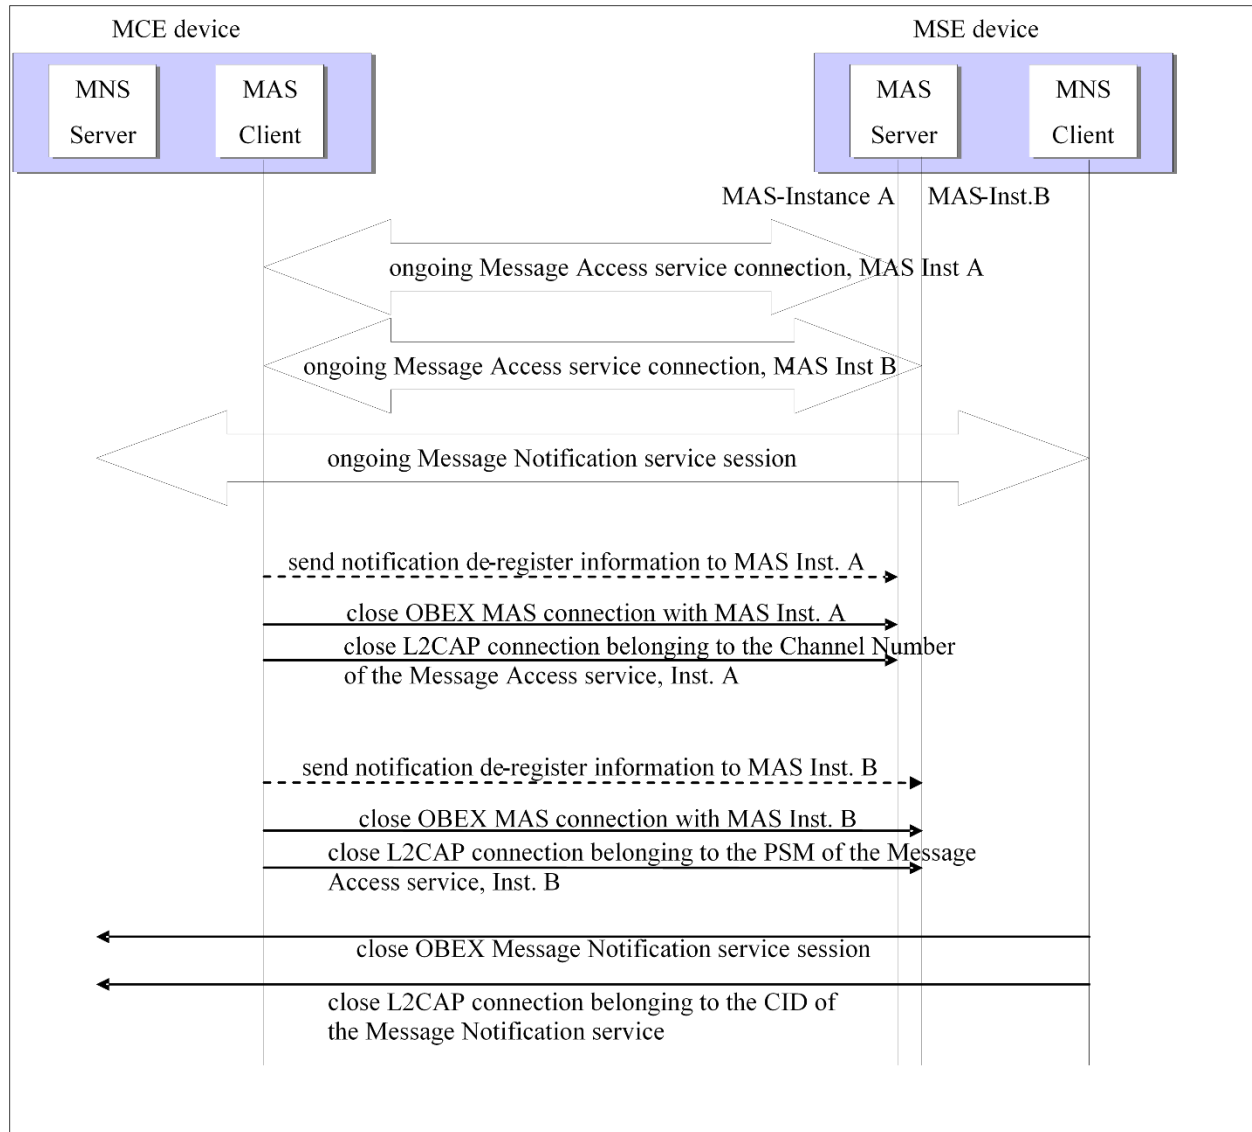 MCE device
MSE device
MNS
Server
MAS
Client
MAS
Server
MNS
Client
MAS-Instance A
MAS-Inst.B
ongoing Message Access service connection, MAS Inst A
ongoing Message Access service connection, MAS Inst B
ongoing Message Notification service session
send notification de-register information to MAS Inst. A
close OBEX MAS connection with MAS Inst. A
close L2CAP connection belonging to the Channel Number
of the Message Access service, Inst. A
send notification de-register information to MAS Inst. B
close OBEX MAS connection with MAS Inst. B
close L2CAP connection belonging to the PSM of the Message
Access service, Inst. B
close OBEX Message Notification service session
close L2CAP connection belonging to the CID of
the Message Notification service